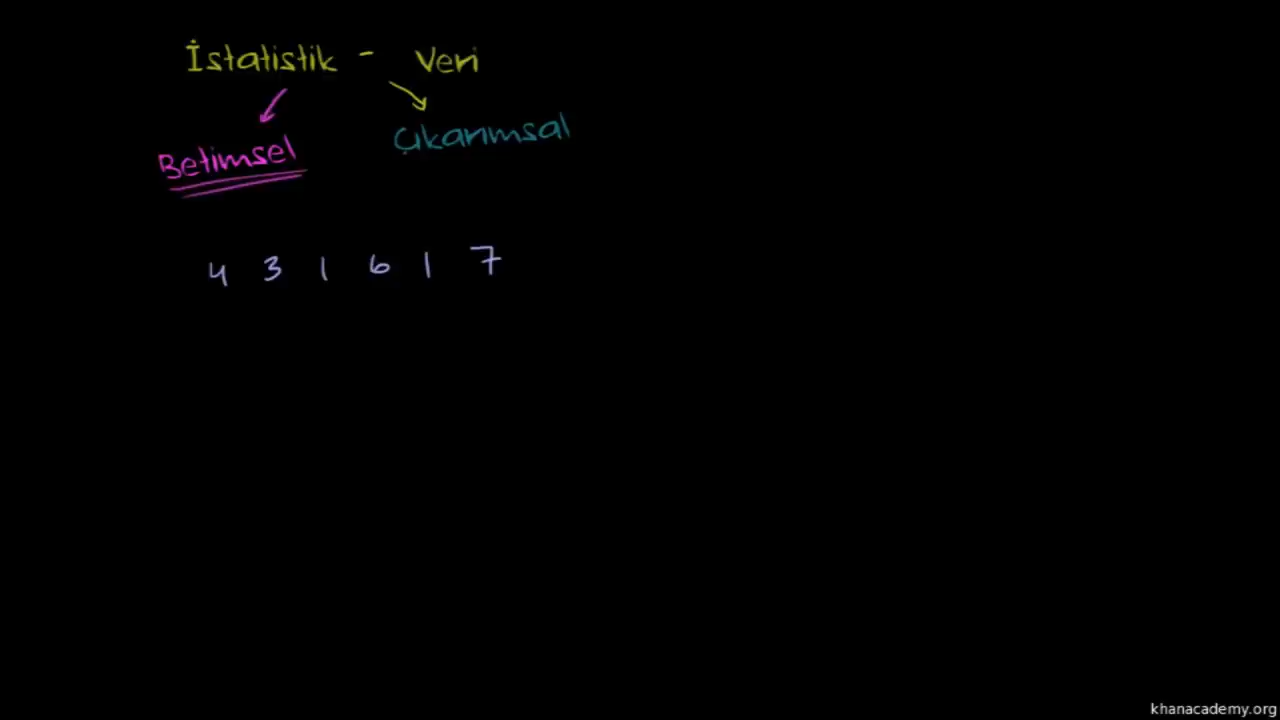 İstatistik - Veri
Betimsel Çıkarımsal
4 3 1 6 1 7
khanacademy.org